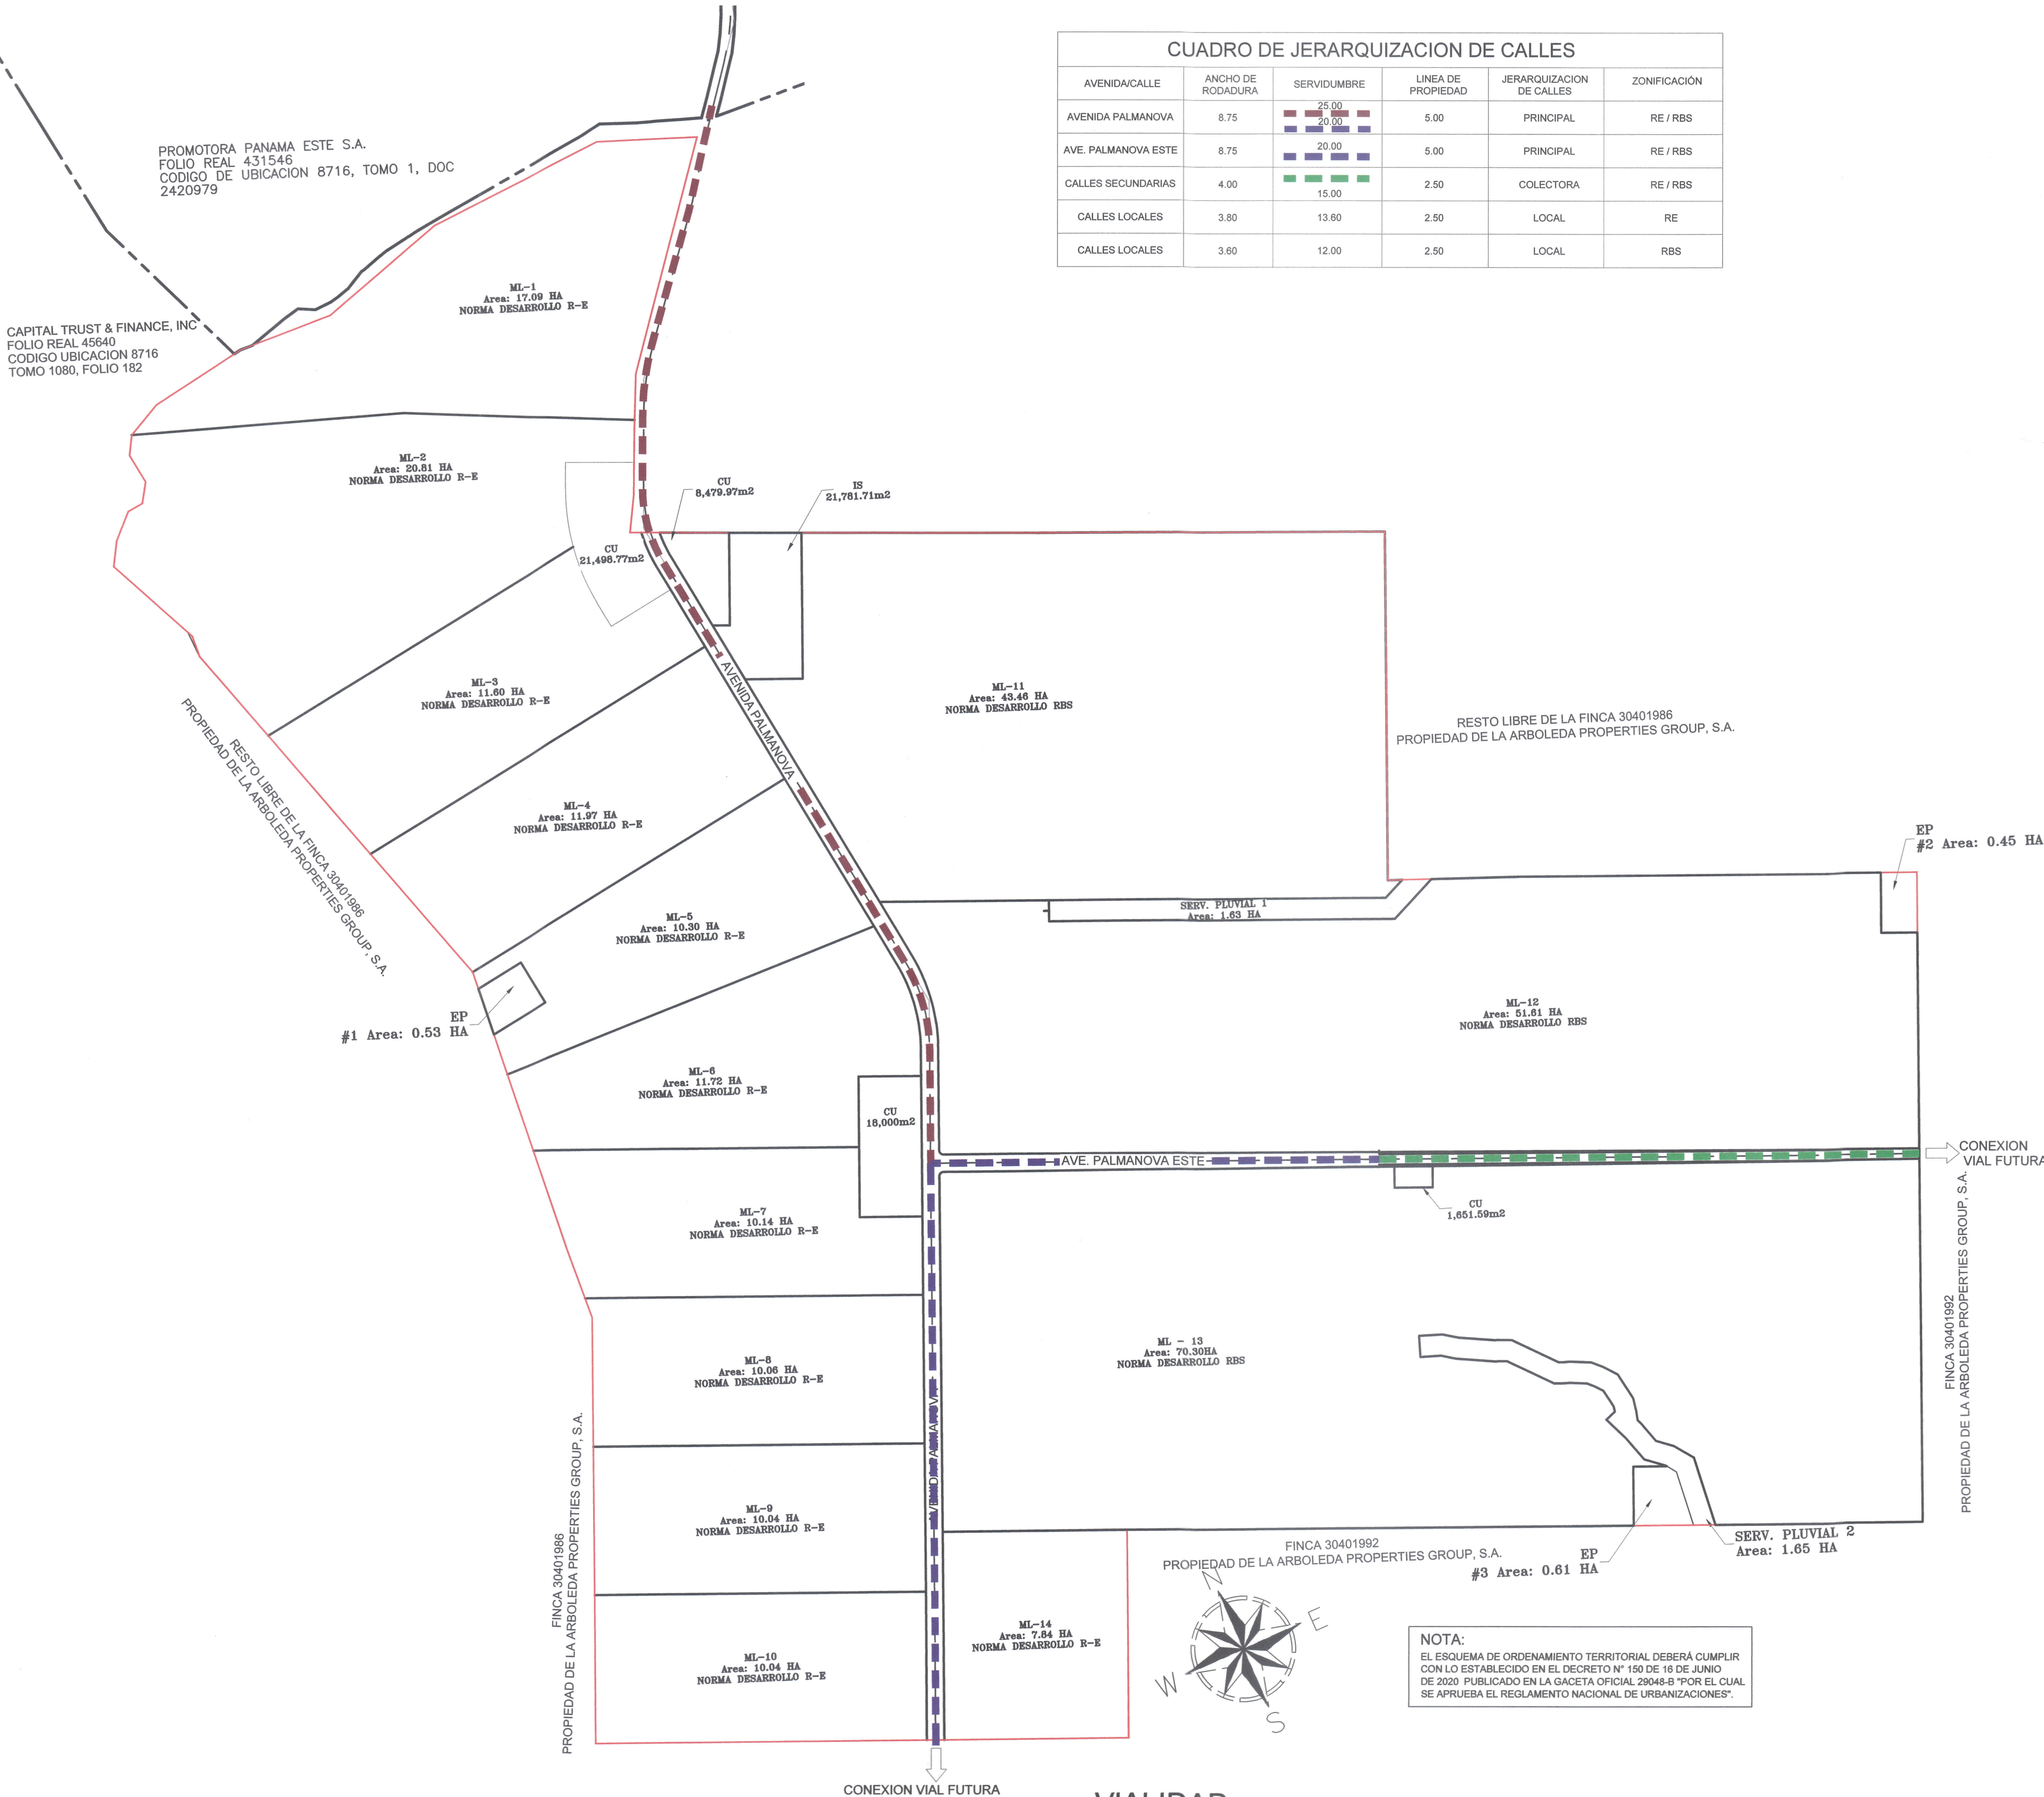 CUADRO DE JERARQUIZACION DE CALLES
AVENIDA/CALLE
ANCHO DE
RODADURA
SERVIDUMBRE
LINEA DE
PROPIEDAD
JERARQUIZACION
DE CALLES
ZONIFICACIÓN
AVENIDA PALMANOVA
8.75
25.00
20.00
5.00
PRINCIPAL
RE / RBS
AVE. PALMANOVA ESTE
8.75
20.00
5.00
PRINCIPAL
RE / RBS
CALLES SECUNDARIAS
4.00
15.00
2.50
COLECTORA
RE / RBS
CALLES LOCALES
3.80
13.60
2.50
LOCAL
RE
CALLES LOCALES
3.60
12.00
2.50
LOCAL
RBS
PROMOTORA PANAMA ESTE S.A.
FOLIO REAL 431546
CODIGO DE UBICACION 8716, TOMO 1, DOC
2420979
CAPITAL TRUST & FINANCE, INC
FOLIO REAL 45640
CODIGO UBICACION 8716
TOMO 1080, FOLIO 182
ML-1
Area: 17.09 HA
NORMA DESARROLLO R-E
ML-2
Area: 20.81 HA
NORMA DESARROLLO R-E
CU
8,479.97m2
IS
21,781.71m2
CU
21,498.77m2
ML-3
Area: 11.60 HA
NORMA DESARROLLO R-E
AVENIDA PALMANOVA
ML-11
Area: 43.46 HA
NORMA DESARROLLO RBS
RESTO LIBRE DE LA FINCA 30401986
PROPIEDAD DE LA ARBOLEDA PROPERTIES GROUP, S.A.
RESTO LIBRE DE LA FINCA 30401986
PROPIEDAD DE LA ARBOLEDA PROPERTIES GROUP, S.A.
ML-4
Area: 11.97 HA
NORMA DESARROLLO R-E
EP
#2 Area: 0.45 HA
SERV. PLUVIAL 1
Area: 1.63 HA
ML-5
Area: 10.30 HA
NORMA DESARROLLO R-E
EP
#1 Area: 0.53 HA
ML-12
Area: 51.61 HA
NORMA DESARROLLO RBS
ML-6
Area: 11.72 HA
NORMA DESARROLLO R-E
CU
18,000m2
AVE. PALMANOVA ESTE
CONEXION
VIAL FUTURA
CU
1,651.59m2
ML-7
Area: 10.14 HA
NORMA DESARROLLO R-E
FINCA 30401992
PROPIEDAD DE LA ARBOLEDA PROPERTIES GROUP, S.A.
ML - 13
Area: 70.30HA
NORMA DESARROLLO RBS
ML-8
Area: 10.06 HA
NORMA DESARROLLO R-E
AVENIDA PALMANOVA
FINCA 30401986
PROPIEDAD DE LA ARBOLEDA PROPERTIES GROUP, S.A.
ML-9
Area: 10.04 HA
NORMA DESARROLLO R-E
FINCA 30401992
PROPIEDAD DE LA ARBOLEDA PROPERTIES GROUP, S.A.
EP
#3 Area: 0.61 HA
SERV. PLUVIAL 2
Area: 1.65 HA
ML-14
Area: 7.84 HA
NORMA DESARROLLO R-E
ML-10
Area: 10.04 HA
NORMA DESARROLLO R-E
N
E
W
S
NOTA:
EL ESQUEMA DE ORDENAMIENTO TERRITORIAL DEBERÁ CUMPLIR
CON LO ESTABLECIDO EN EL DECRETO N° 150 DE 16 DE JUNIO
DE 2020 PUBLICADO EN LA GACETA OFICIAL 29048-B "POR EL CUAL
SE APRUEBA EL REGLAMENTO NACIONAL DE URBANIZACIONES".
CONEXION VIAL FUTURA
VIALIDAD